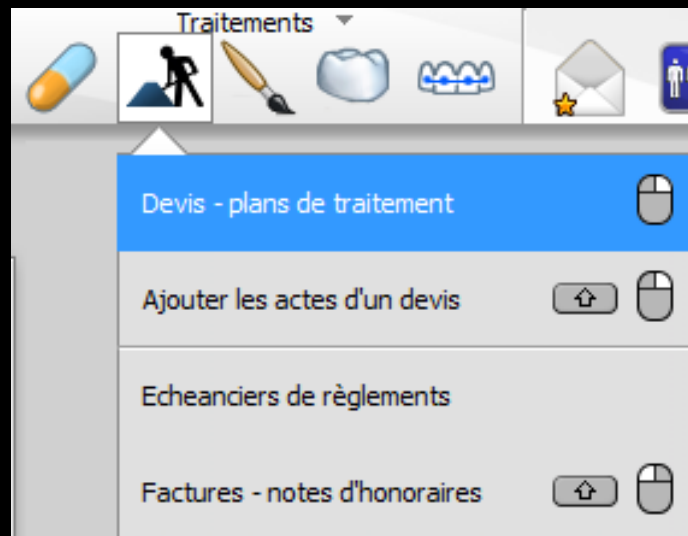 Traitements
Devis - plans de traitement
Ajouter les actes d'un devis
Echeanciers de règlements
Factures - notes d'honoraires